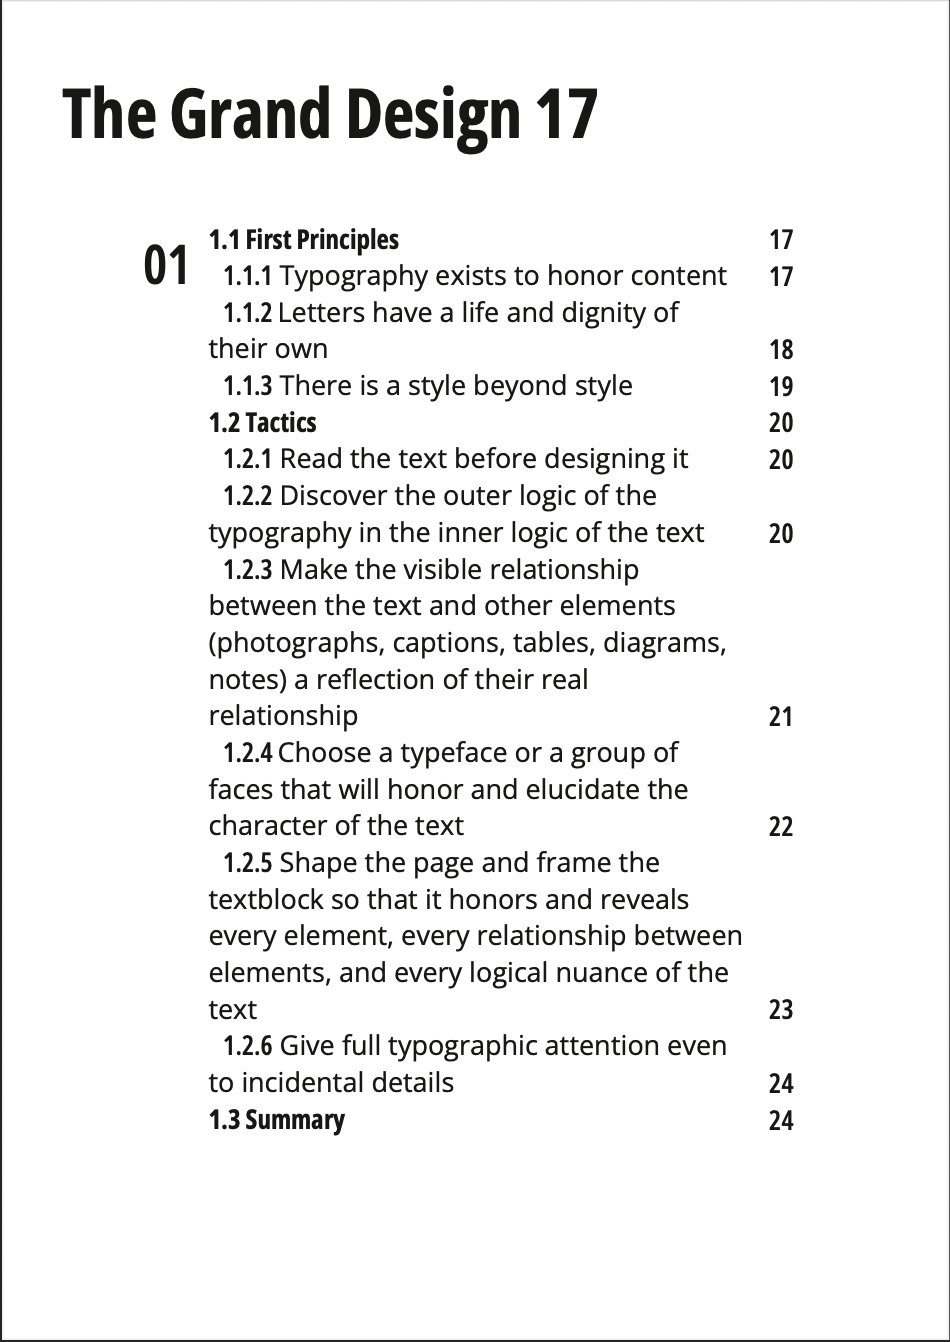 The Grand Design 17
01
1.1 First Principles 17
1.1.1 Typography exists to honor content 17
1.1.2 Letters have a life and dignity of
their own 18
1.1.3 There is a style beyond style 19
1.2 Tactics 20
1.2.1 Read the text before designing it 20
1.2.2 Discover the outer logic of the
typography in the inner logic of the text 20
1.2.3 Make the visible relationship
between the text and other elements
(photographs, captions, tables, diagrams,
notes) a reflection of their real
relationship 21
1.2.4 Choose a typeface or a group of
faces that will honor and elucidate the
character of the text 22
1.2.5 Shape the page and frame the
textblock so that it honors and reveals
every element, every relationship between
elements, and every logical nuance of the
text 23
1.2.6 Give full typographic attention even
to incidental details 24
1.3 Summary 24